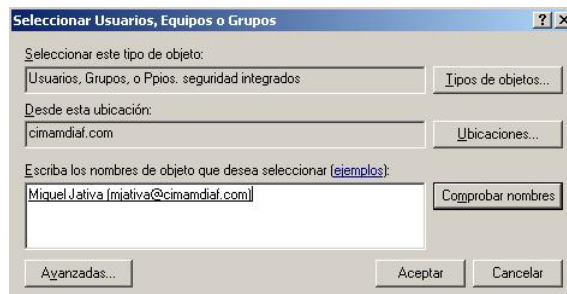 Seleccionar Usuarios, Equipos o Grupos
Seleccionar este tipo de objeto:
Usuarios, Grupos, o Ppios. seguridad integrados
Tipos de objetos...
Desde esta ubicación:
cimamdiaf.com
Ubicaciones...
Escriba los nombres de objeto que desea seleccionar (ejemplos):
Miguel Jativa (mjativa@cimamdiaf.com)
Comprobar nombres
Avanzadas...
Aceptar
Cancelar